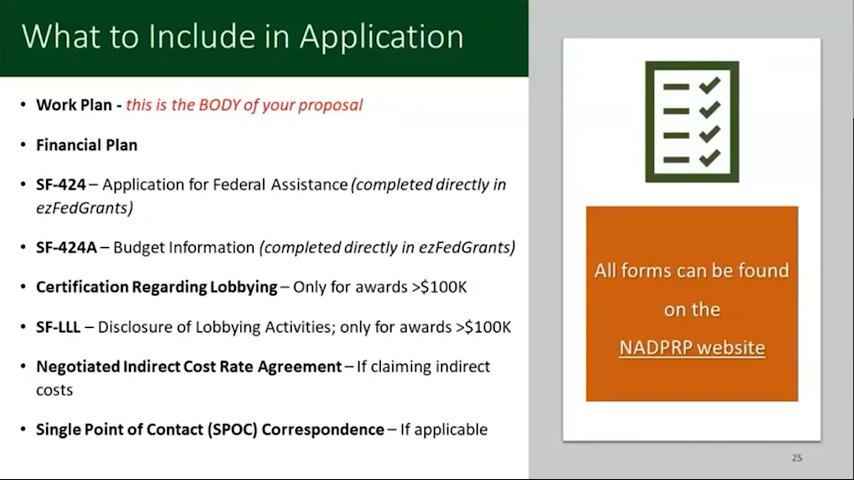 What to Include in Application
• Work Plan - this is the BODY of your proposal
• Financial Plan
• SF-424 – Application for Federal Assistance (completed directly in
ezFedGrants)
• SF-424A – Budget Information (completed directly in ezFedGrants)
• Certification Regarding Lobbying – Only for awards >$100K
• SF-LLL – Disclosure of Lobbying Activities; only for awards >$100K
• Negotiated Indirect Cost Rate Agreement – If claiming indirect
costs
• Single Point of Contact (SPOC) Correspondence – If applicable
All forms can be found
on the
NADPRP website
25